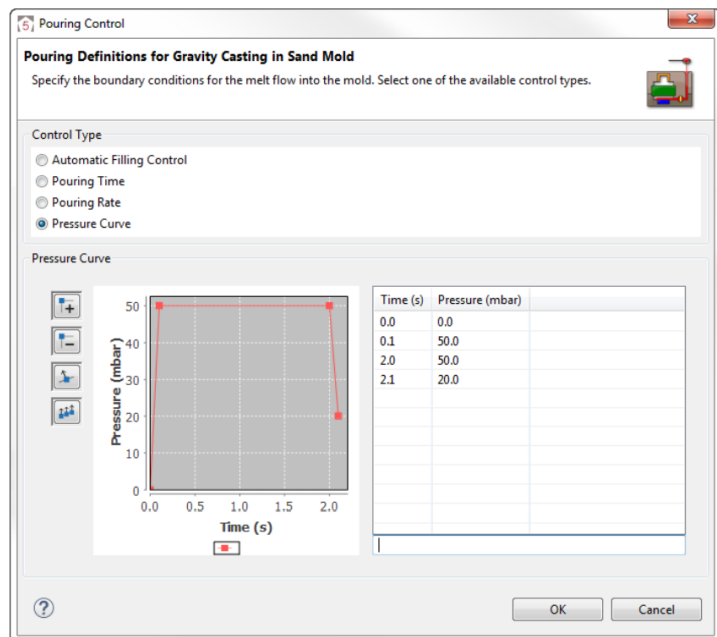 5 Pouring Control
x
Pouring Definitions for Gravity Casting in Sand Mold
Specify the boundary conditions for the melt flow into the mold. Select one of the available control types.
Control Type
Automatic Filling Control
Pouring Time
Pouring Rate
Pressure Curve
Pressure Curve
50
40
30
20
10
0
Pressure (mbar)
0.0 0.5 1.0 1.5 2.0
Time (s)
Time (s) Pressure (mbar)
0.0 0.0
0.1 50.0
2.0 50.0
2.1 20.0
?
OK Cancel